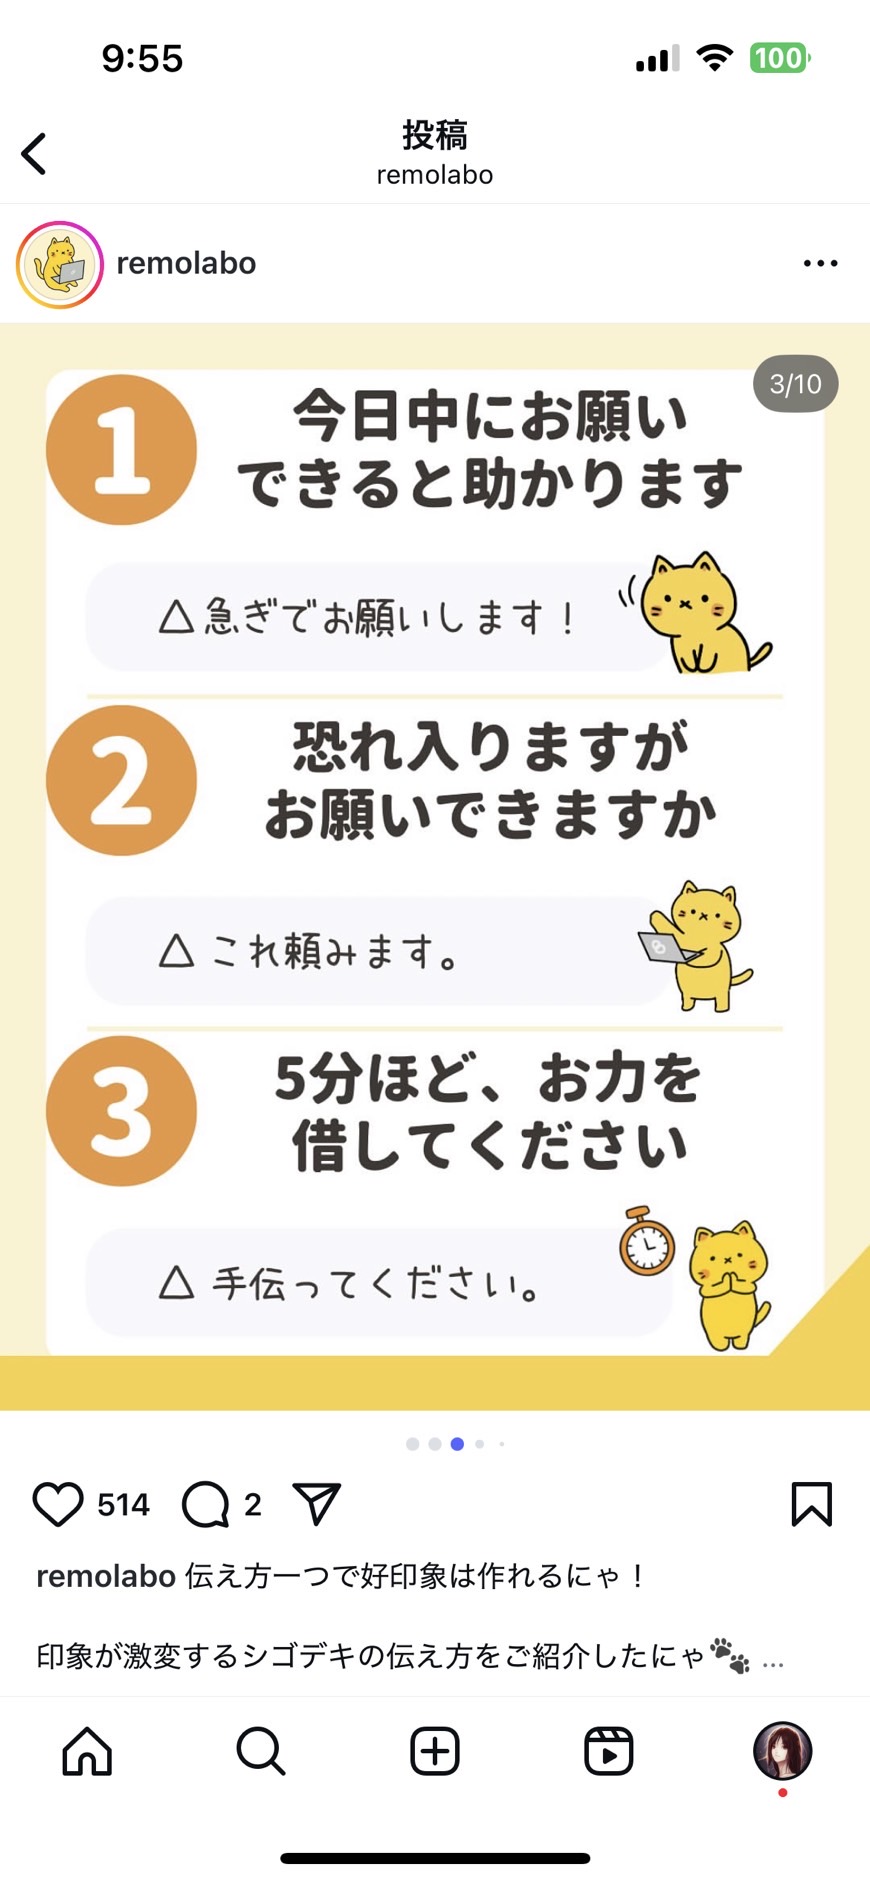 9:55
100
投稿
remolabo
remolabo
3/10
1
今日中にお願い
できると助かります
△急ぎでお願いします！
2
恐れ入りますが
お願いできますか
△ これ頼みます。
3
5分ほど、お力を
借してください
△ 手伝ってください。
514
2
remolabo 伝え方一つで好印象は作れるにゃ！
印象が激変するシゴデキの伝え方をご紹介したにゃ🐾 ...